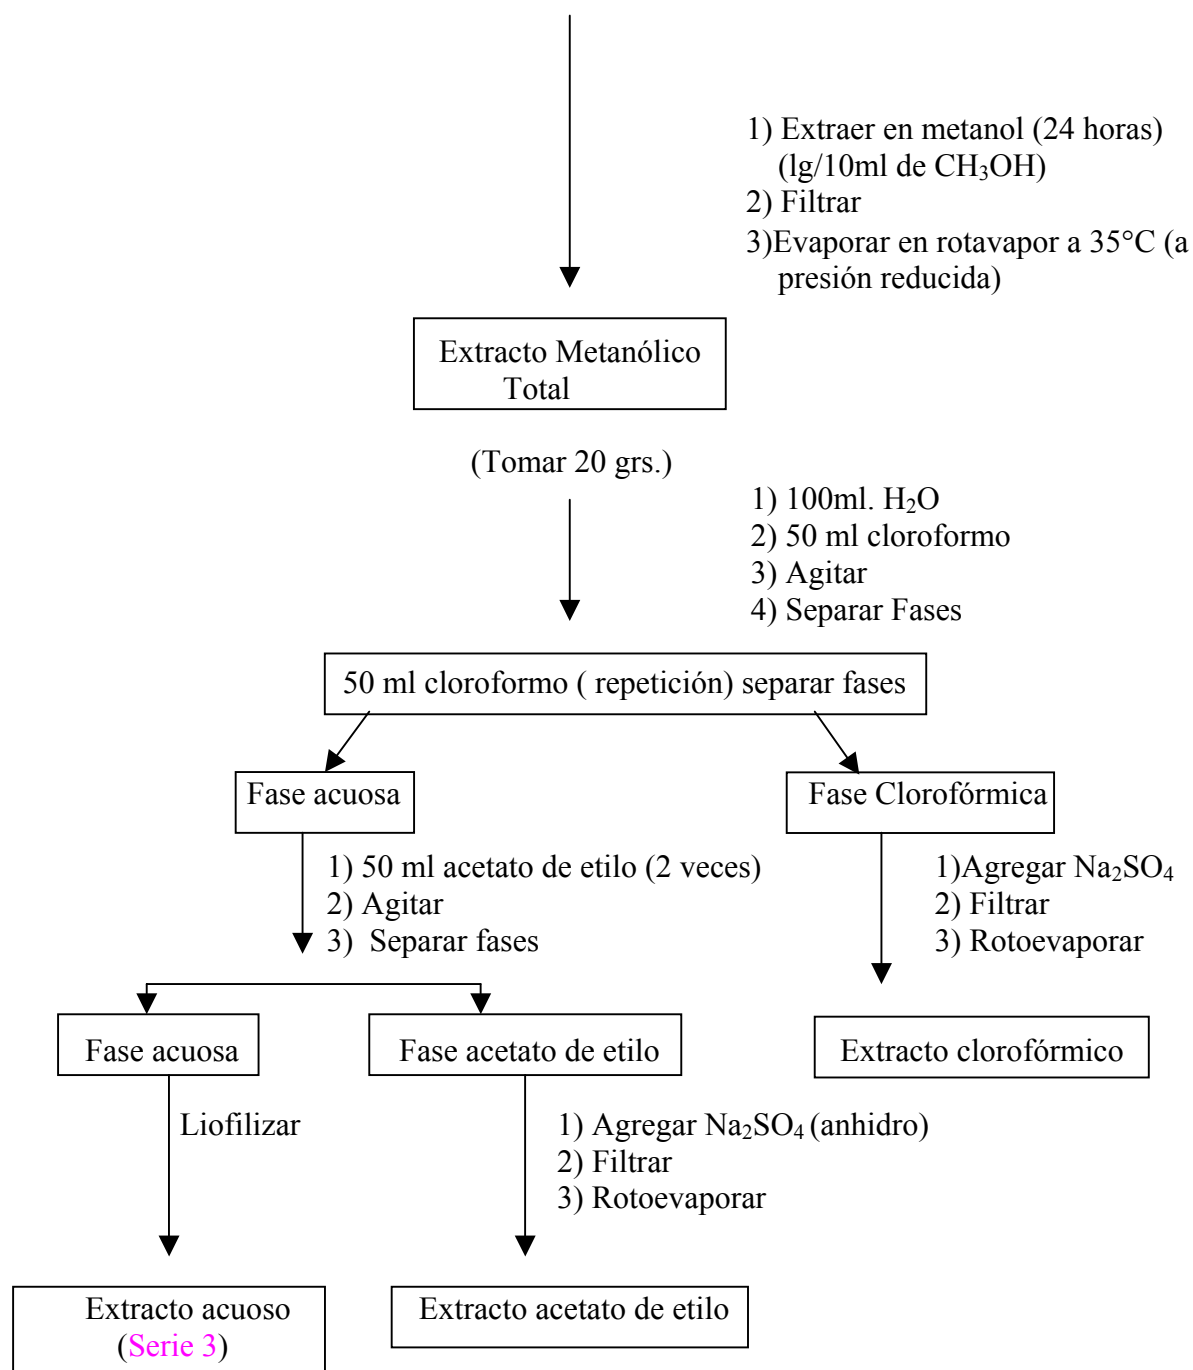 1) Extraer en metanol (24 horas)
(lg/10ml de CH₃OH)
2) Filtrar
3)Evaporar en rotavapor a 35°C (a
presión reducida)
Extracto Metanólico
Total
(Tomar 20 grs.)
1) 100ml. H₂O
2) 50 ml cloroformo
3) Agitar
4) Separar Fases
50 ml cloroformo ( repetición) separar fases
Fase acuosa
Fase Clorofórmica
1) 50 ml acetato de etilo (2 veces)
2) Agitar
3) Separar fases
1)Agregar Na₂SO₄
2) Filtrar
3) Rotoevaporar
Fase acuosa
Fase acetato de etilo
Extracto clorofórmico
Liofilizar
1) Agregar Na₂SO₄ (anhidro)
2) Filtrar
3) Rotoevaporar
Extracto acuoso
(Serie 3)
Extracto acetato de etilo